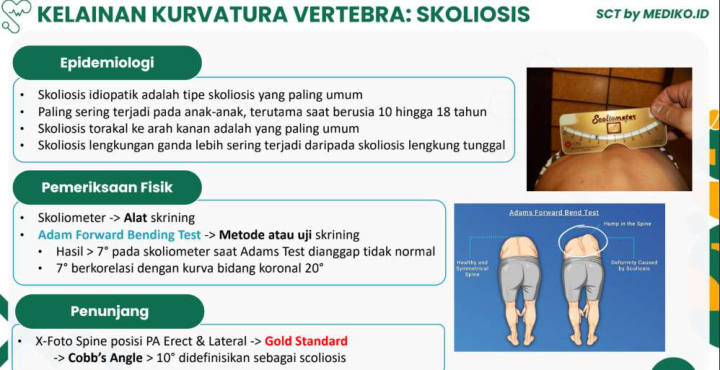 KELAINAN KURVATURA VERTEBRA: SKOLIOSIS
SCT by MEDIKO.ID
Epidemiologi
• Skoliosis idiopatik adalah tipe skoliosis yang paling umum
• Paling sering terjadi pada anak-anak, terutama saat berusia 10 hingga 18 tahun
• Skoliosis torakal ke arah kanan adalah yang paling umum
• Skoliosis lengkungan ganda lebih sering terjadi daripada skoliosis lengkung tunggal
Scoliometer
Pemeriksaan Fisik
• Skoliometer -> Alat skrining
• Adam Forward Bending Test -> Metode atau uji skrining
• Hasil > 7° pada skoliometer saat Adams Test dianggap tidak normal
• 7° berkorelasi dengan kurva bidang koronal 20°
Adams Forward Bend Test
Hump in the Spine
Healthy and
Symmetrical
Spine
Deformity Caused
by Scoliosis
Penunjang
• X-Foto Spine posisi PA Erect & Lateral -> Gold Standard
-> Cobb's Angle > 10° didefinisikan sebagai scoliosis